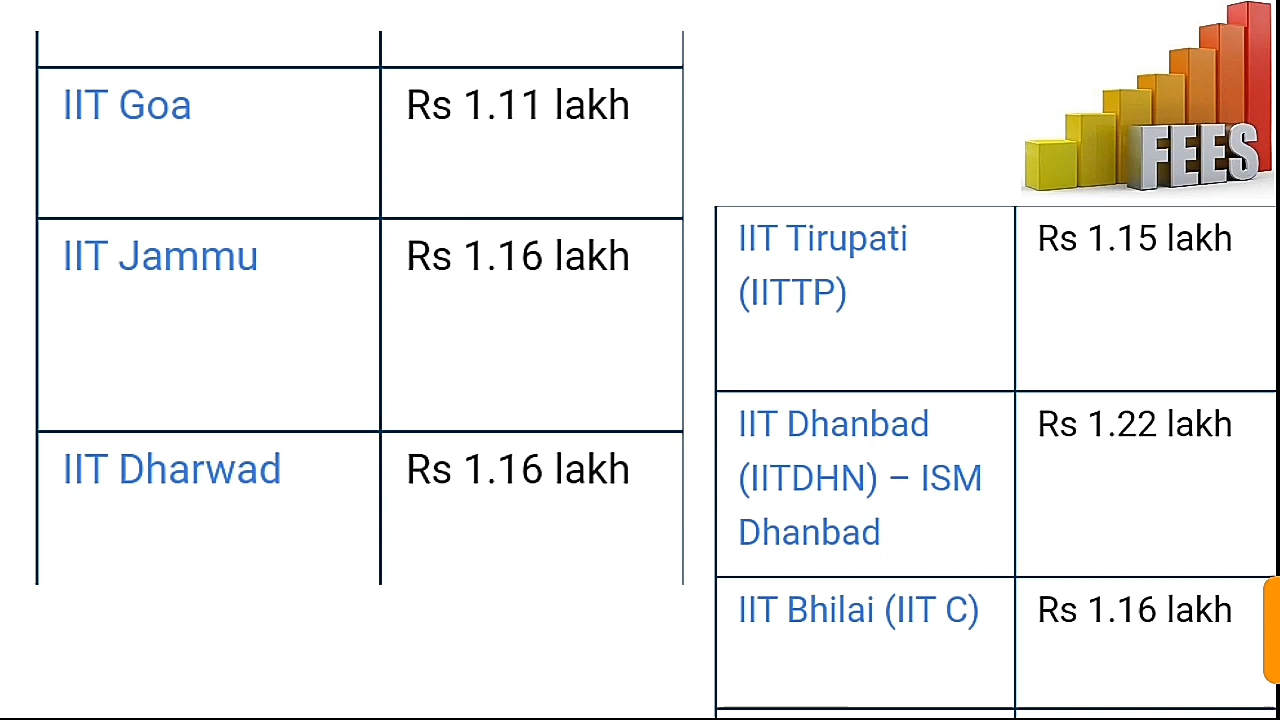 IIT Goa Rs 1.11 lakh
IIT Jammu Rs 1.16 lakh
IIT Dharwad Rs 1.16 lakh
FEES
IIT Tirupati Rs 1.15 lakh
(IITTP)
IIT Dhanbad Rs 1.22 lakh
(IITDHN) – ISM
Dhanbad
IIT Bhilai (IIT C) Rs 1.16 lakh